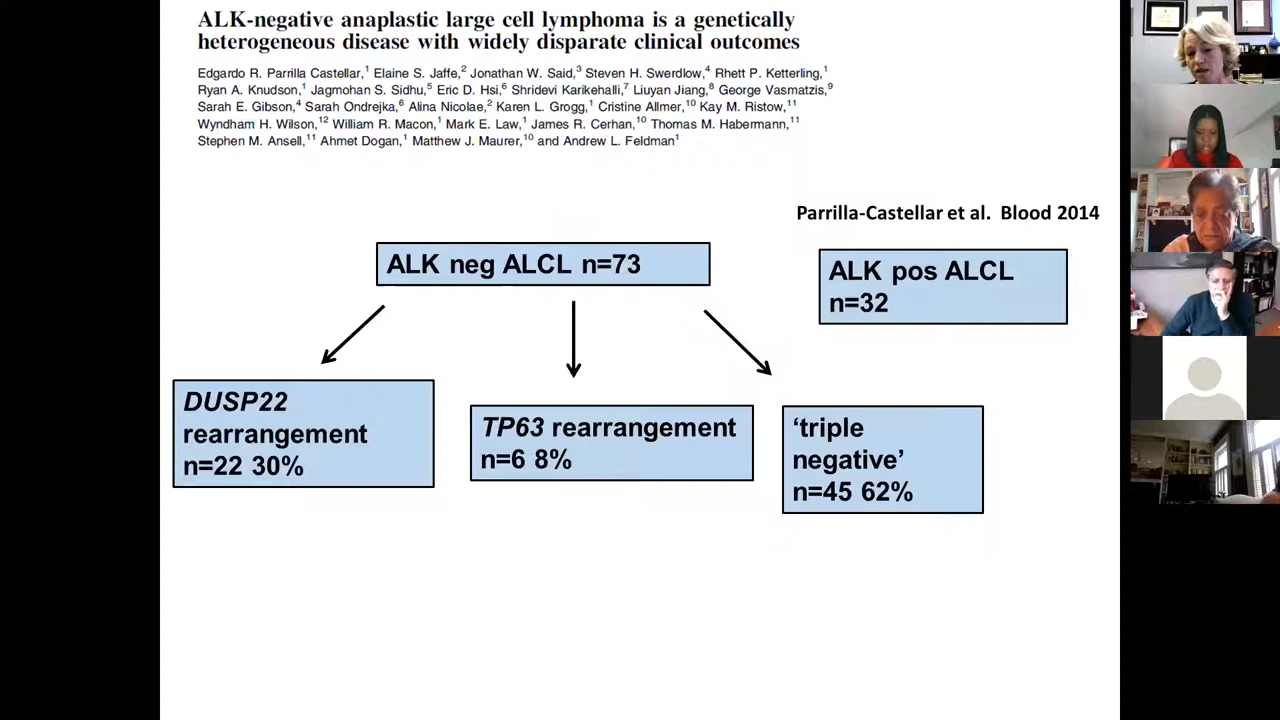 ALK-negative anaplastic large cell lymphoma is a genetically
heterogeneous disease with widely disparate clinical outcomes
Edgardo R. Parrilla Castellar,1 Elaine S. Jaffe,2 Jonathan W. Said,3 Steven H. Swerdlow,4 Rhett P. Ketterling,1
Ryan A. Knudson,1 Jagmohan S. Sidhu,5 Eric D. Hsi,6 Shridevi Karikehalli,7 Liuyan Jiang,8 George Vasmatzis,9
Sarah E. Gibson,4 Sarah Ondrejka,6 Alina Nicolae,2 Karen L. Grogg,1 Cristine Allmer,10 Kay M. Ristow,11
Wyndham H. Wilson,12 William R. Macon,1 Mark E. Law,1 James R. Cerhan,10 Thomas M. Habermann,11
Stephen M. Ansell,11 Ahmet Dogan,1 Matthew J. Maurer,10 and Andrew L. Feldman1
Parrilla-Castellar et al. Blood 2014
ALK neg ALCL n=73
ALK pos ALCL
n=32
DUSP22
rearrangement
n=22 30%
TP63 rearrangement
n=6 8%
‘triple
negative’
n=45 62%